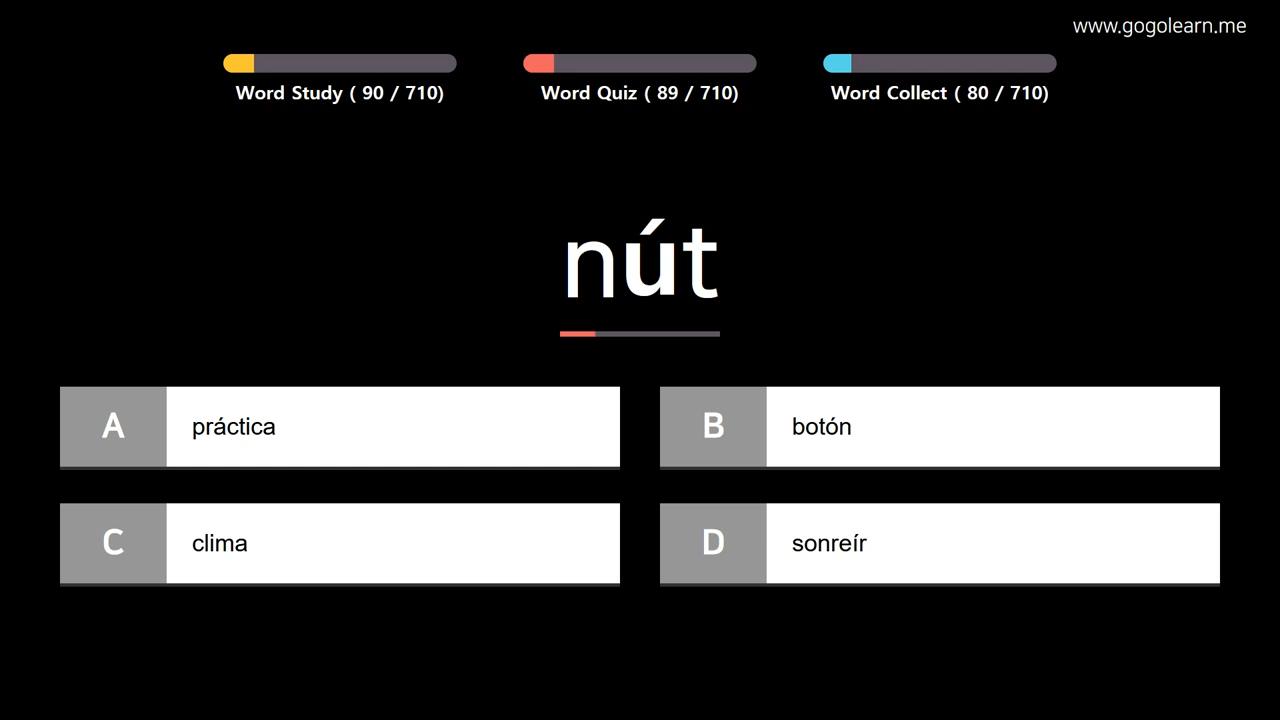 www.gogolearn.me
Word Study ( 90 / 710)
Word Quiz ( 89 / 710)
Word Collect ( 80 / 710)
nút
A
práctica
B
botón
C
clima
D
sonreír